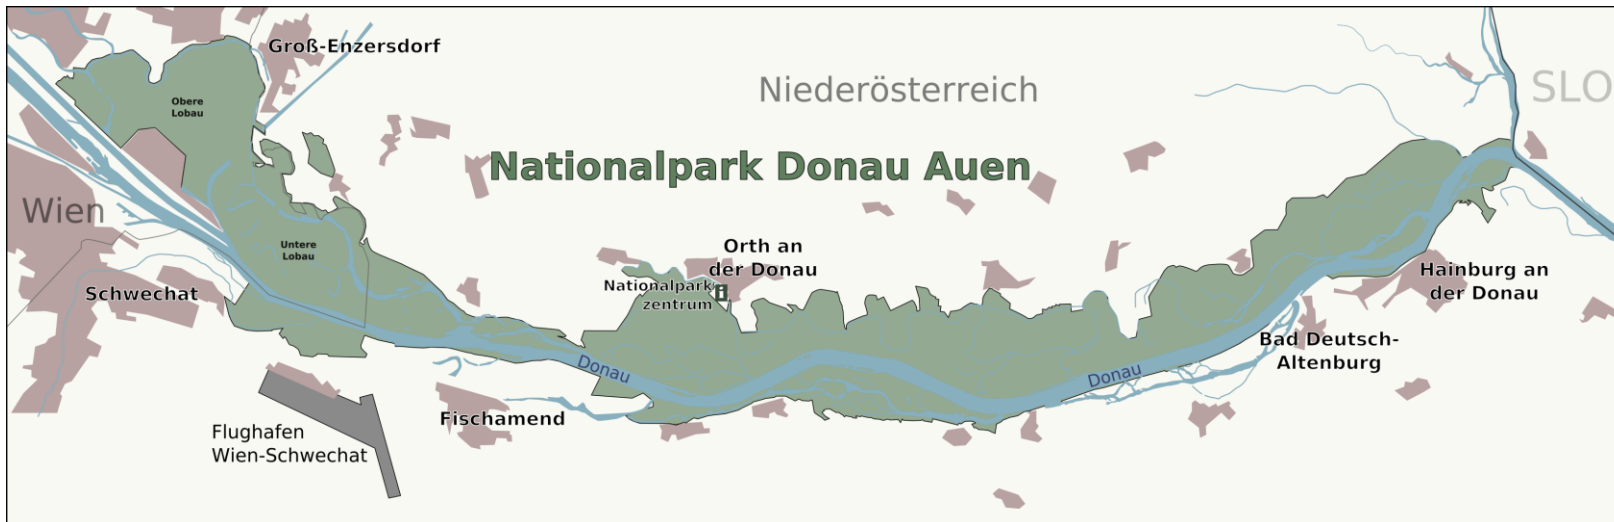 Groß-Enzersdorf
Niederösterreich
SLO
Obere
Lobau
Nationalpark Donau Auen
Wien
Untere
Lobau
Orth an
der Donau
Nationalpark
zentrum
i
Schwechat
Hainburg an
der Donau
Bad Deutsch-
Altenburg
Donau
Donau
Fischamend
Flughafen
Wien-Schwechat